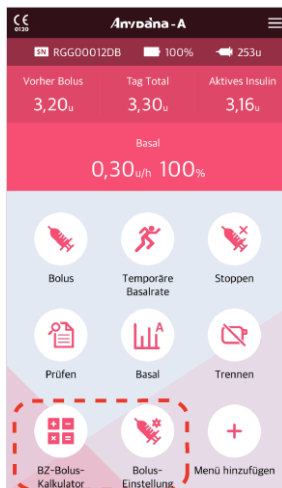 CE
0120
Anypana-A
SN RGG00012DB 100% 253u
Vorher Bolus Tag Total Aktives Insulin
3,20u 3,30u 3,16u
Basal
0,30u/h 100%
Bolus Temporäre Basalrate Stoppen
Prüfen Basal Trennen
A
BZ-Bolus-Kalkulator Bolus-Einstellung Menü hinzufügen